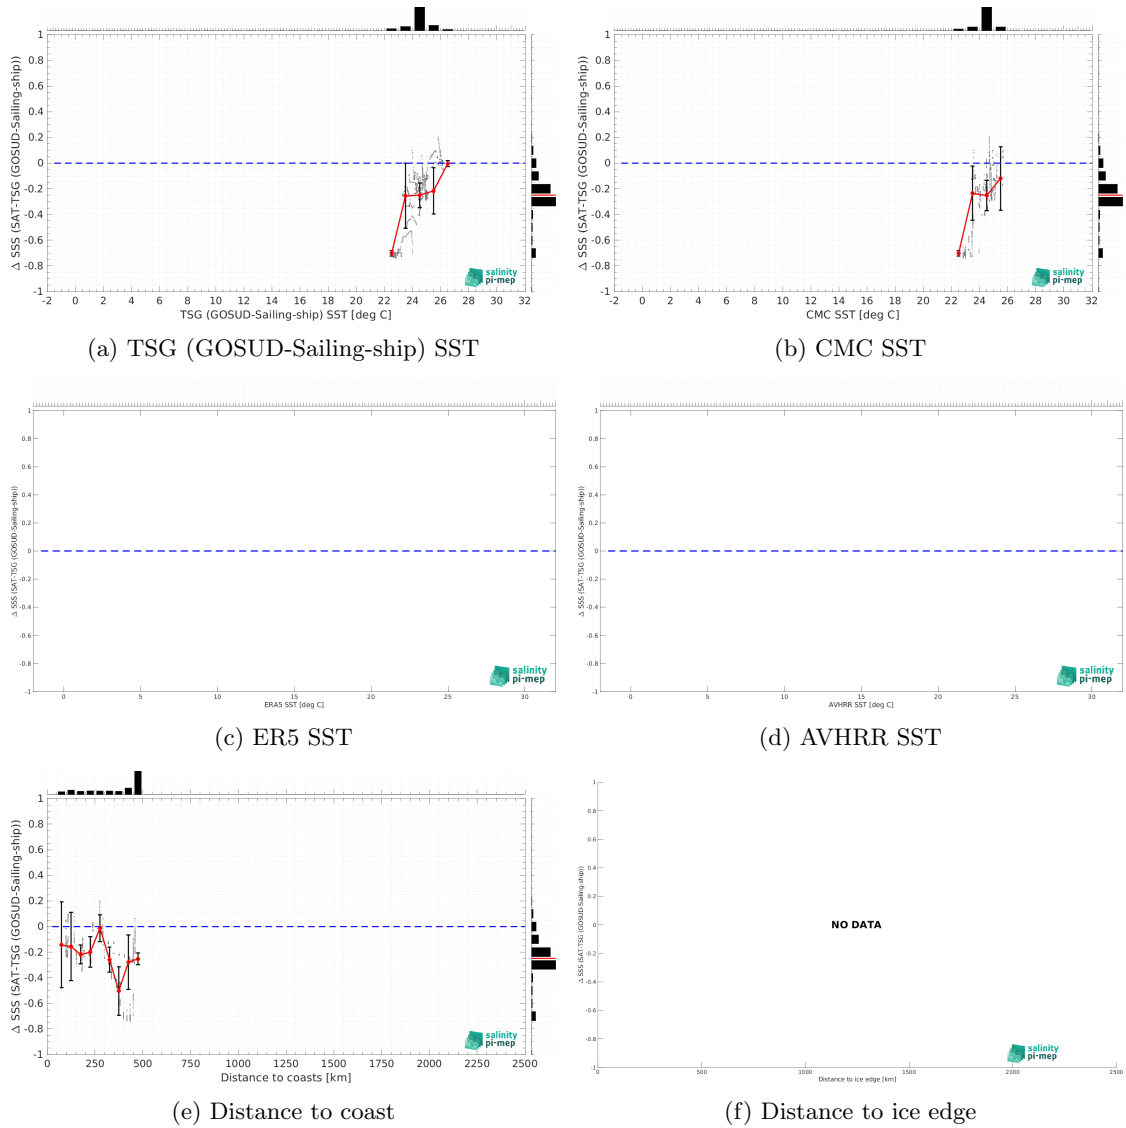 Δ SSS (SAT-TSG (GOSUD-Sailing-ship))
1
0.8
0.6
0.4
0.2
0
-0.2
-0.4
-0.6
-0.8
-1
-2 0 2 4 6 8 10 12 14 16 18 20 22 24 26 28 30 32
TSG (GOSUD-Sailing-ship) SST [deg C]
salinity
pi-mep
(a) TSG (GOSUD-Sailing-ship) SST
Δ SSS (SAT-TSG (GOSUD-Sailing-ship))
1
0.8
0.6
0.4
0.2
0
-0.2
-0.4
-0.6
-0.8
-1
-2 0 2 4 6 8 10 12 14 16 18 20 22 24 26 28 30 32
CMC SST [deg C]
salinity
pi-mep
(b) CMC SST
Δ SSS (SAT-TSG (GOSUD-Sailing-ship))
1
0.8
0.6
0.4
0.2
0
-0.2
-0.4
-0.6
-0.8
-1
0 5 10 15 20 25 30
ERA5 SST [deg C]
salinity
pi-mep
(c) ER5 SST
Δ SSS (SAT-TSG (GOSUD-Sailing-ship))
1
0.8
0.6
0.4
0.2
0
-0.2
-0.4
-0.6
-0.8
-1
0 5 10 15 20 25 30
AVHRR SST [deg C]
salinity
pi-mep
(d) AVHRR SST
Δ SSS (SAT-TSG (GOSUD-Sailing-ship))
1
0.8
0.6
0.4
0.2
0
-0.2
-0.4
-0.6
-0.8
-1
0 250 500 750 1000 1250 1500 1750 2000 2250 2500
Distance to coasts [km]
salinity
pi-mep
(e) Distance to coast
Δ SSS (SAT-TSG (GOSUD-Sailing-ship))
1
0.8
0.6
0.4
0.2
0
-0.2
-0.4
-0.6
-0.8
-1
NO DATA
0 500 1000 1500 2000 2500
Distance to ice edge [km]
salinity
pi-mep
(f) Distance to ice edge